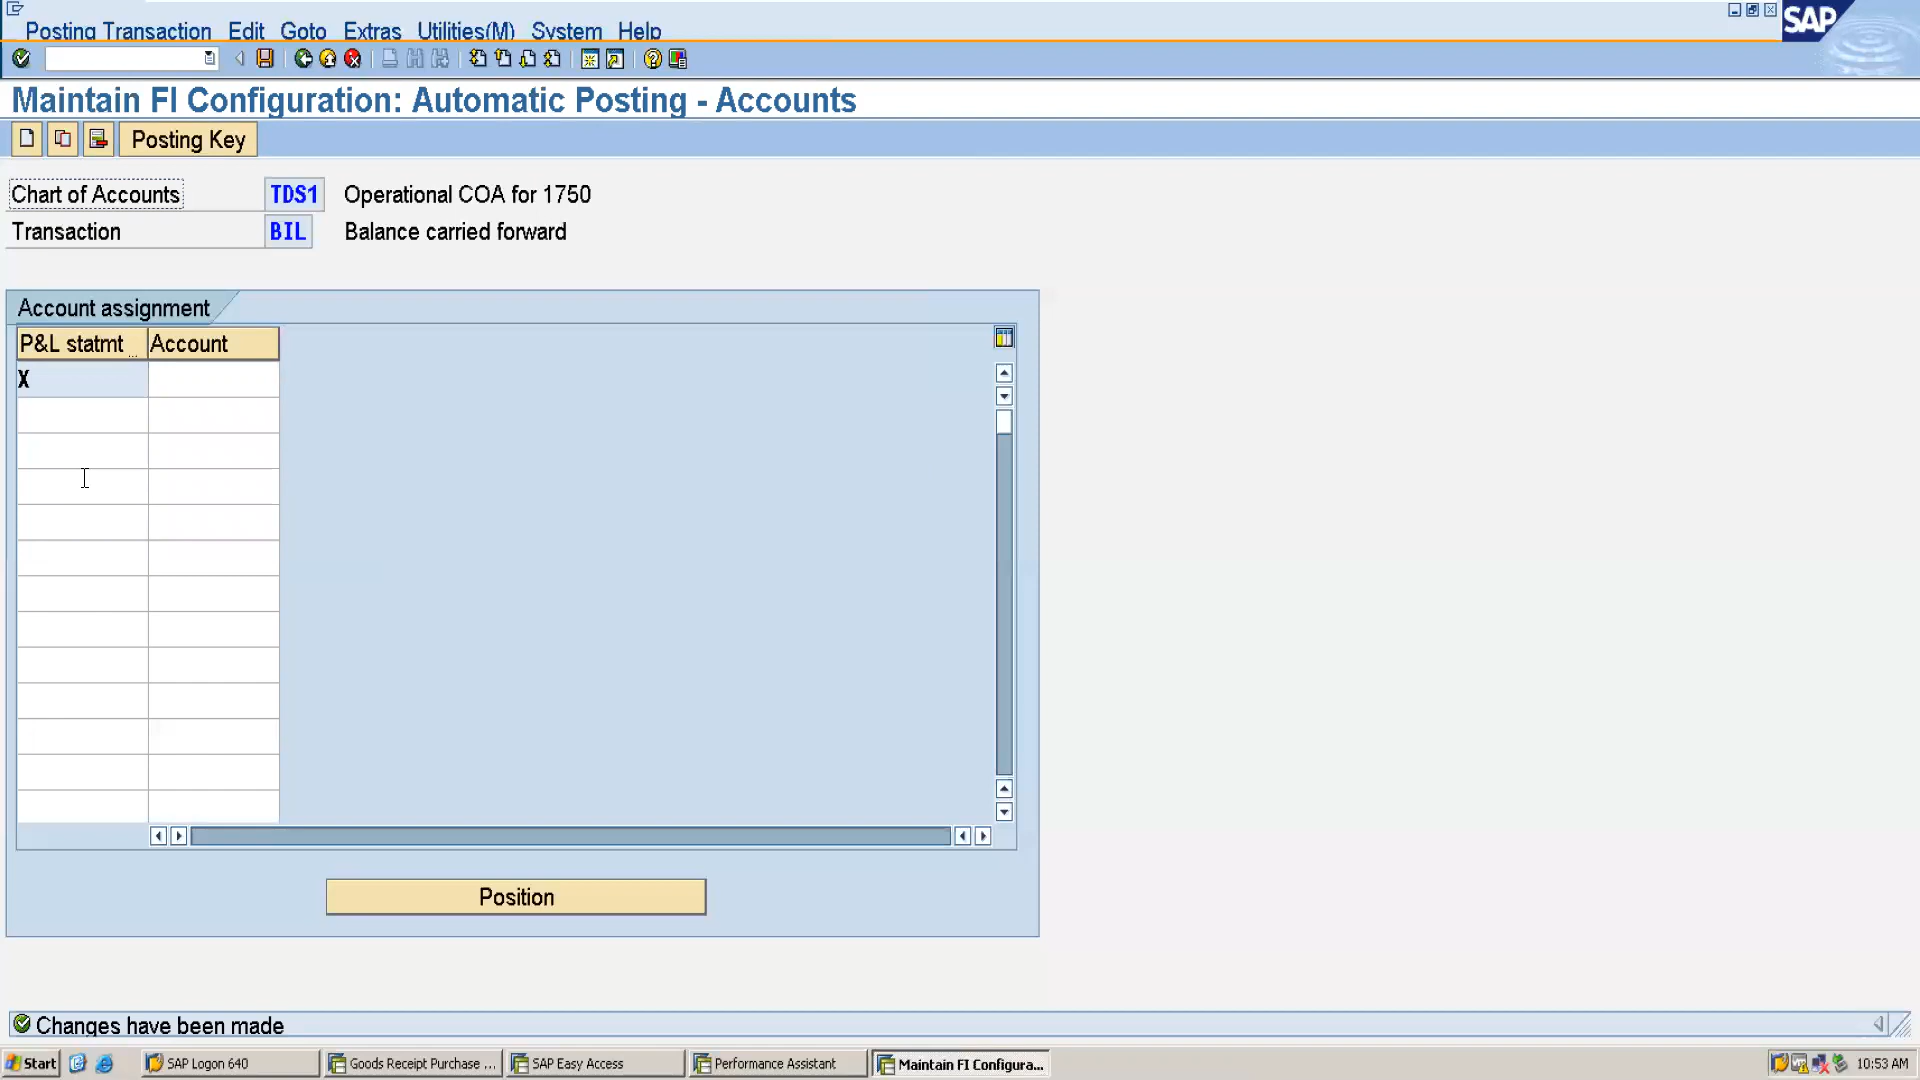 Posting Transaction Edit Goto Extras Utilities(M) System Help
SAP
Maintain FI Configuration: Automatic Posting - Accounts
Posting Key
Chart of Accounts TDS1 Operational COA for 1750
Transaction BIL Balance carried forward
Account assignment
P&L statmt ... Account
X
Position
Changes have been made
Start SAP Logon 640 Goods Receipt Purchase ... SAP Easy Access Performance Assistant Maintain FI Configura... 10:53 AM